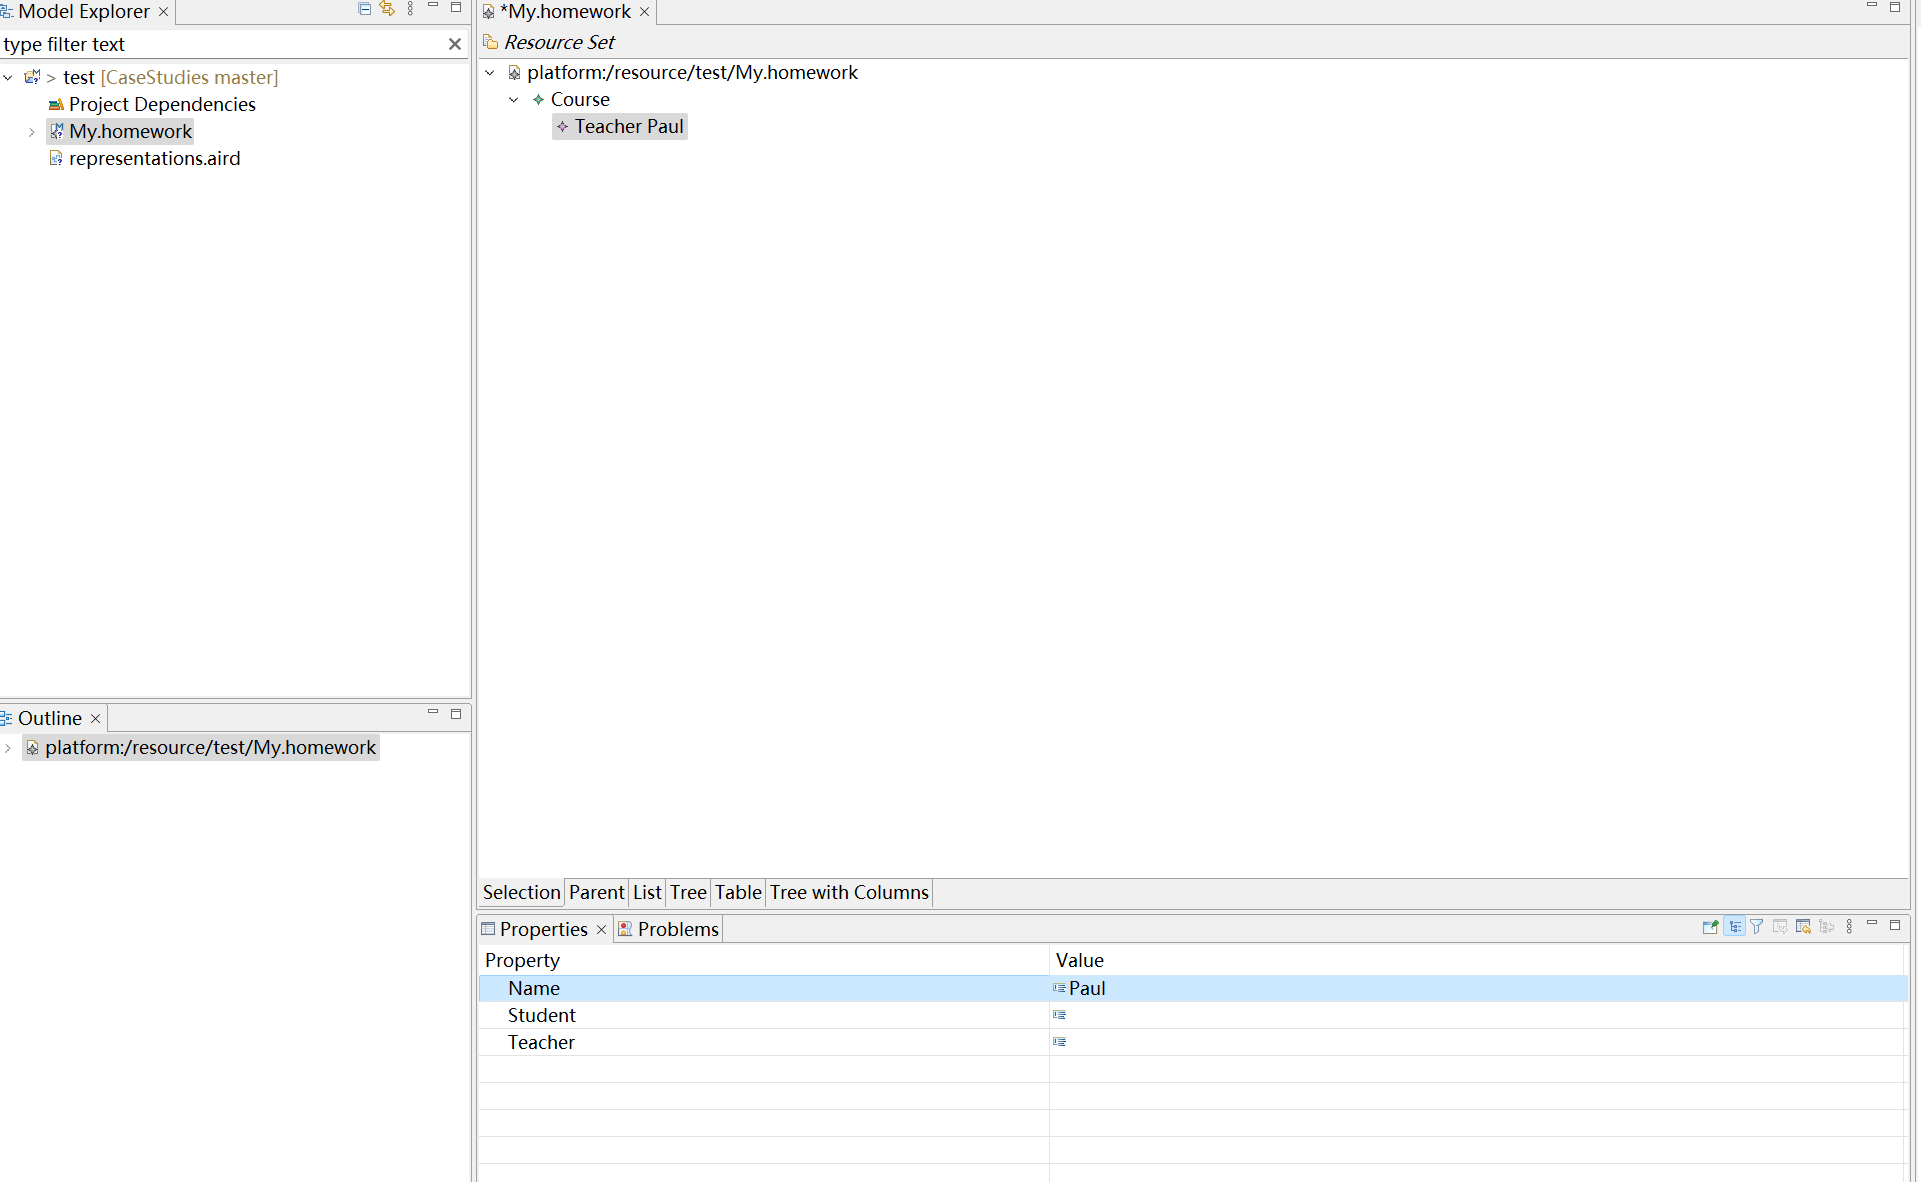 Model Explorer
type filter text
> test [CaseStudies master]
Project Dependencies
My.homework
representations.aird
Outline
platform:/resource/test/My.homework
*My.homework
Resource Set
platform:/resource/test/My.homework
Course
Teacher Paul
Selection Parent List Tree Table Tree with Columns
Properties Problems
Property Value
Name Paul
Student
Teacher